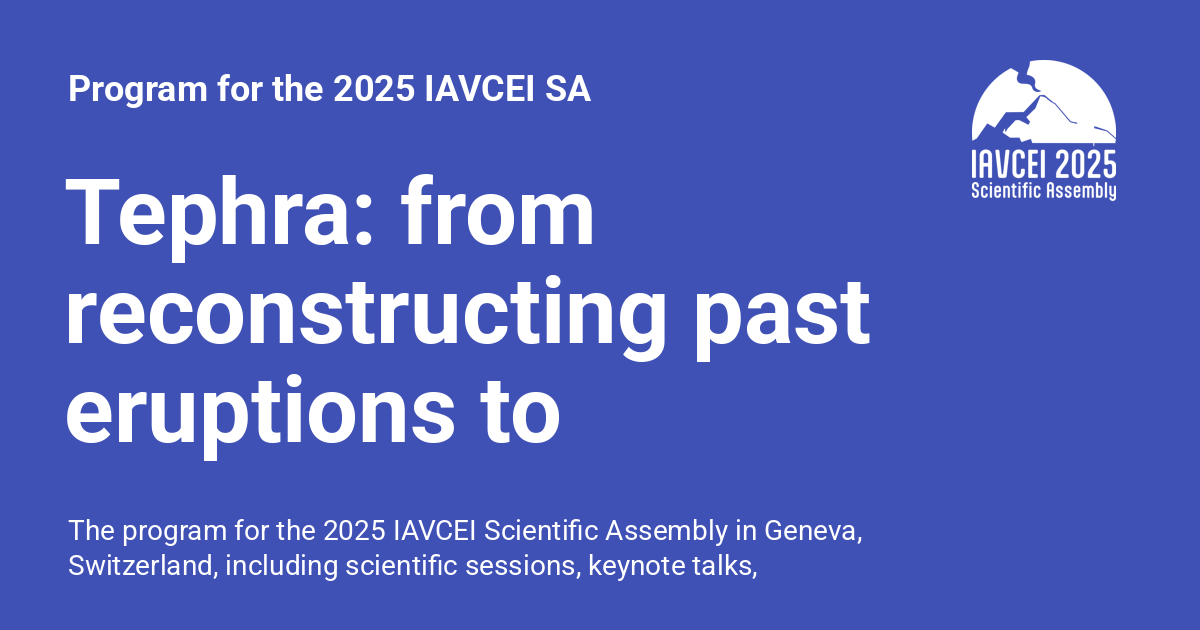 Program for the 2025 IAVCEI SA
IAVCEI 2025
Scientific Assembly
Tephra: from
reconstructing past
eruptions to
The program for the 2025 IAVCEI Scientific Assembly in Geneva,
Switzerland, including scientific sessions, keynote talks,